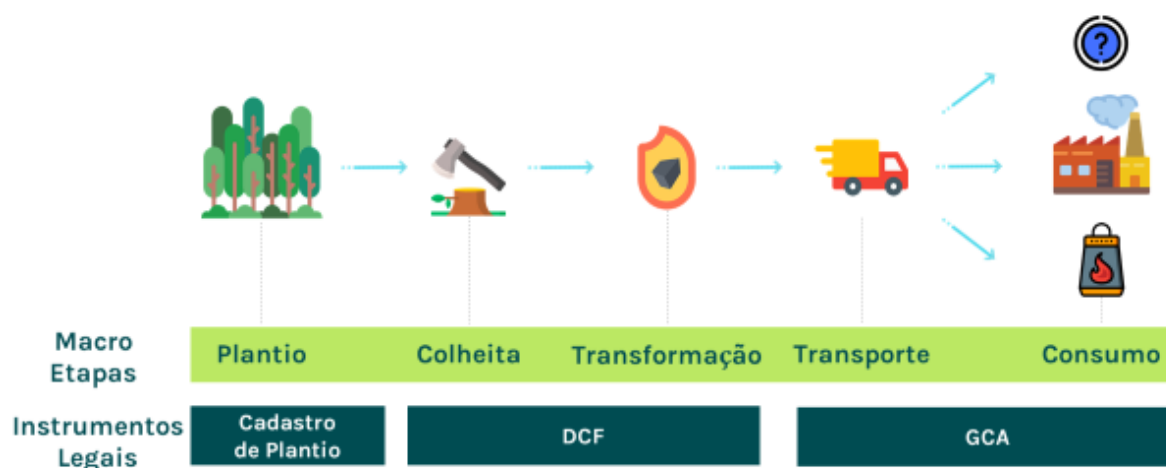 ?
Macro
Etapas
Plantio
Colheita
Transformação
Transporte
Consumo
Instrumentos
Legais
Cadastro
de Plantio
DCF
GCA